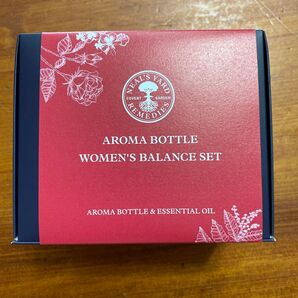 NEAL'S YARD
COVENT GARDEN
REMEDIES
AROMA BOTTLE
WOMEN'S BALANCE SET
AROMA BOTTLE & ESSENTIAL OIL